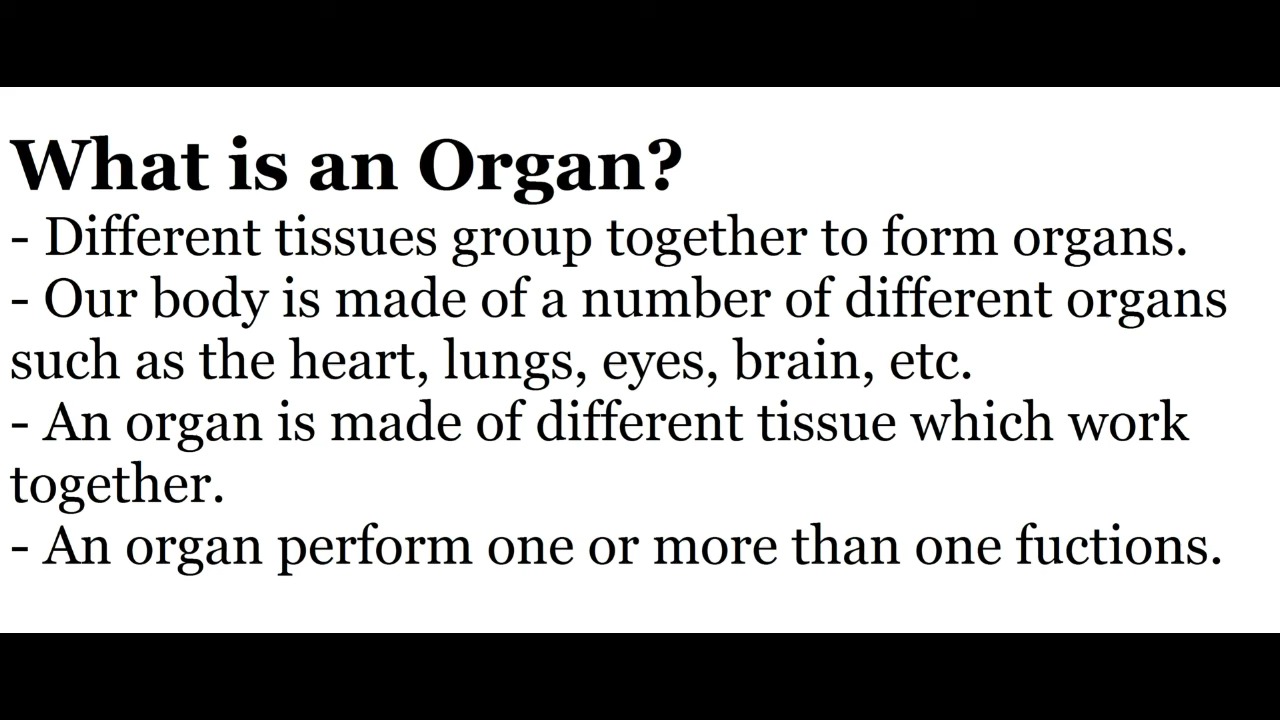 What is an Organ?
- Different tissues group together to form organs.
- Our body is made of a number of different organs
such as the heart, lungs, eyes, brain, etc.
- An organ is made of different tissue which work
together.
- An organ perform one or more than one fuctions.